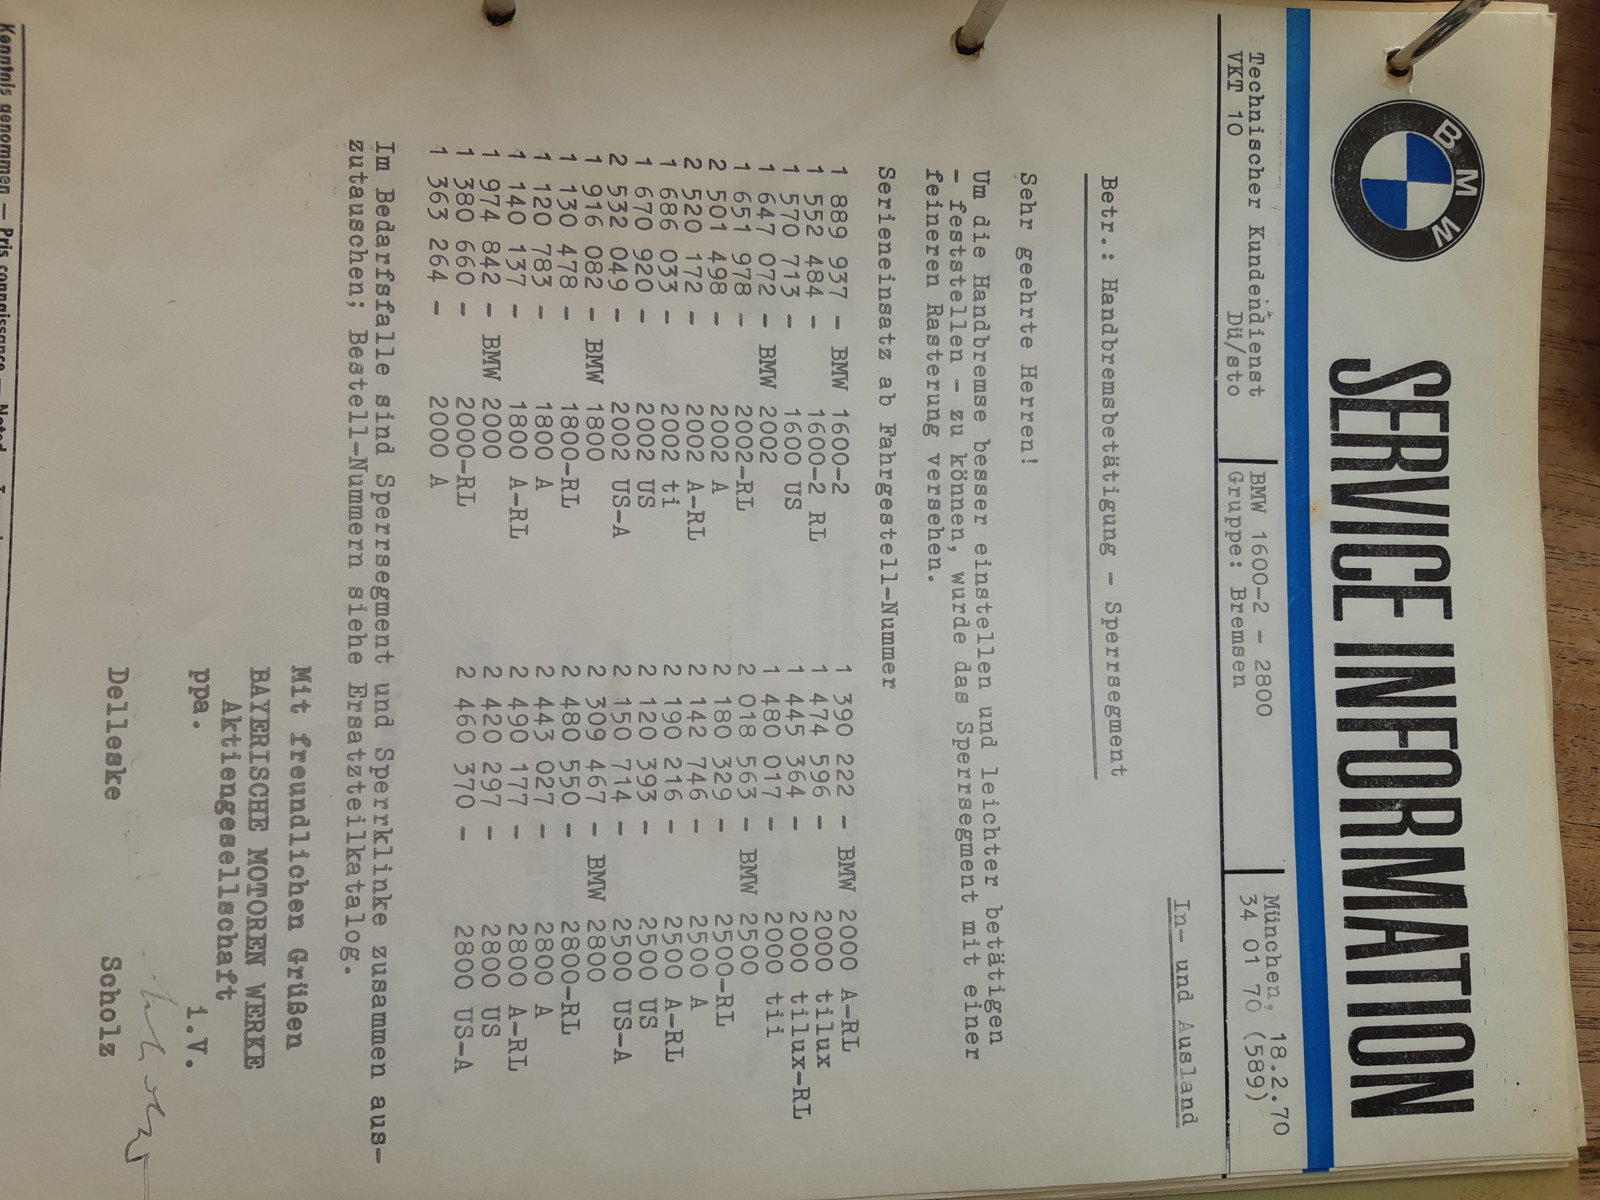 BMW
SERVICE INFORMATION
Technischer Kundendienst BMW 1600-2 - 2800 München, 18.2.70
VKT 10 Dü/sto Gruppe: Bremsen 34 01 70 (589)
In- und Ausland
Betr.: Handbremsbetätigung - Sperrsegment
Sehr geehrte Herren!
Um die Handbremse besser einstellen und leichter betätigen
- feststellen - zu können, wurde das Sperrsegment mit einer
feineren Rasterung versehen.
Serieneinsatz ab Fahrgestell-Nummer
1 889 937 - BMW 1600-2
1 552 484 - 1600-2 RL
1 570 713 - 1600 US
1 647 072 - BMW 2002
1 651 978 - 2002-RL
2 501 498 - 2002 A
2 520 172 - 2002 A-RL
1 686 033 - 2002 ti
1 670 920 - 2002 US
2 532 049 - 2002 US-A
1 916 082 - BMW 1800
1 130 478 - 1800-RL
1 120 783 - 1800 A
1 140 137 - 1800 A-RL
1 974 842 - BMW 2000
1 380 660 - 2000-RL
1 363 264 - 2000 A
1 390 222 - BMW 2000 A-RL
1 474 596 - 2000 tilux
1 445 364 - 2000 tilux-RL
1 480 017 - 2000 tii
2 018 563 - BMW 2500
2 180 329 - 2500-RL
2 142 746 - 2500 A
2 190 216 - 2500 A-RL
2 120 393 - 2500 US
2 150 714 - 2500 US-A
2 309 467 - BMW 2800
2 480 550 - 2800-RL
2 443 027 - 2800 A
2 490 177 - 2800 A-RL
2 420 297 - 2800 US
2 460 370 - 2800 US-A
Im Bedarfsfalle sind Sperrsegment und Sperrklinke zusammen aus-
zutauschen; Bestell-Nummern siehe Ersatzteilkatalog.
Mit freundlichen Grüßen
BAYERISCHE MOTOREN WERKE
Aktiengesellschaft
ppa. i.V.
Delleske Scholz
Kenntnis genommen — Pris connaissance — Noted